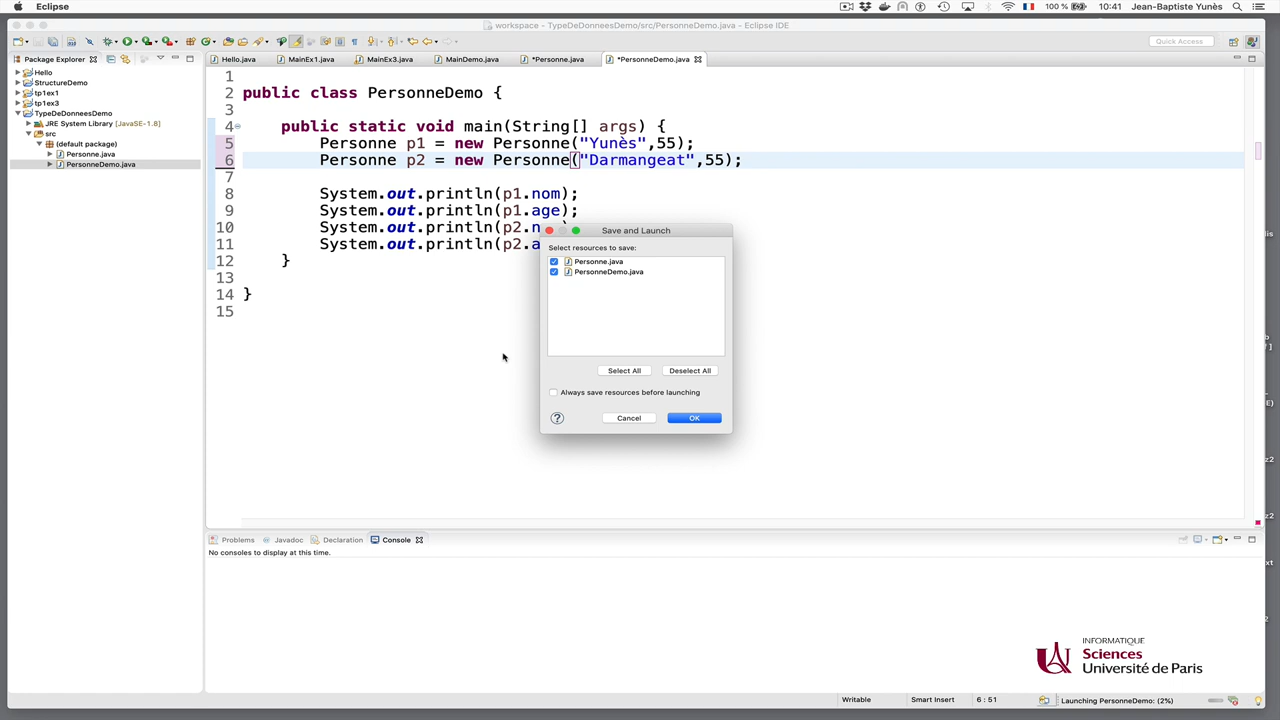 Eclipse
100 %
10:41
Jean-Baptiste Yunès
workspace - TypeDeDonneesDemo/src/PersonneDemo.java - Eclipse IDE
Quick Access
Package Explorer
Hello.java
MainEx1.java
MainEx3.java
MainDemo.java
*Personne.java
*PersonneDemo.java
Hello
StructureDemo
tp1ex1
tp1ex3
TypeDeDonneesDemo
JRE System Library [JavaSE-1.8]
src
(default package)
Personne.java
PersonneDemo.java
1
2 public class PersonneDemo {
3
4 public static void main(String[] args) {
5 Personne p1 = new Personne("Yunès",55);
6 Personne p2 = new Personne("Darmangeat",55);
7
8 System.out.println(p1.nom);
9 System.out.println(p1.age);
10 System.out.println(p2.n
11 System.out.println(p2.a
12 }
13
14 }
15
Save and Launch
Select resources to save:
Personne.java
PersonneDemo.java
Select All
Deselect All
Always save resources before launching
?
Cancel
OK
Problems
Javadoc
Declaration
Console
No consoles to display at this time.
INFORMATIQUE
Sciences
Université de Paris
Writable
Smart Insert
6 : 51
Launching PersonneDemo: (2%)